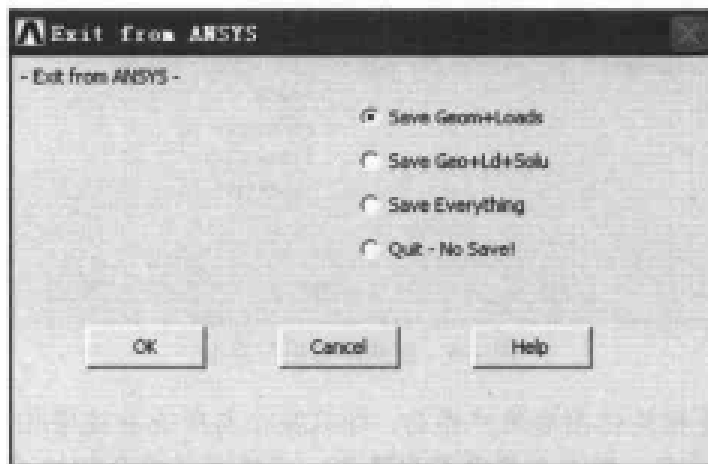 Exit from ANSYS
- Exit from ANSYS -
Save Geom+Loads
Save Geo+Ld+Solu
Save Everything
Quit - No Save!
OK
Cancel
Help